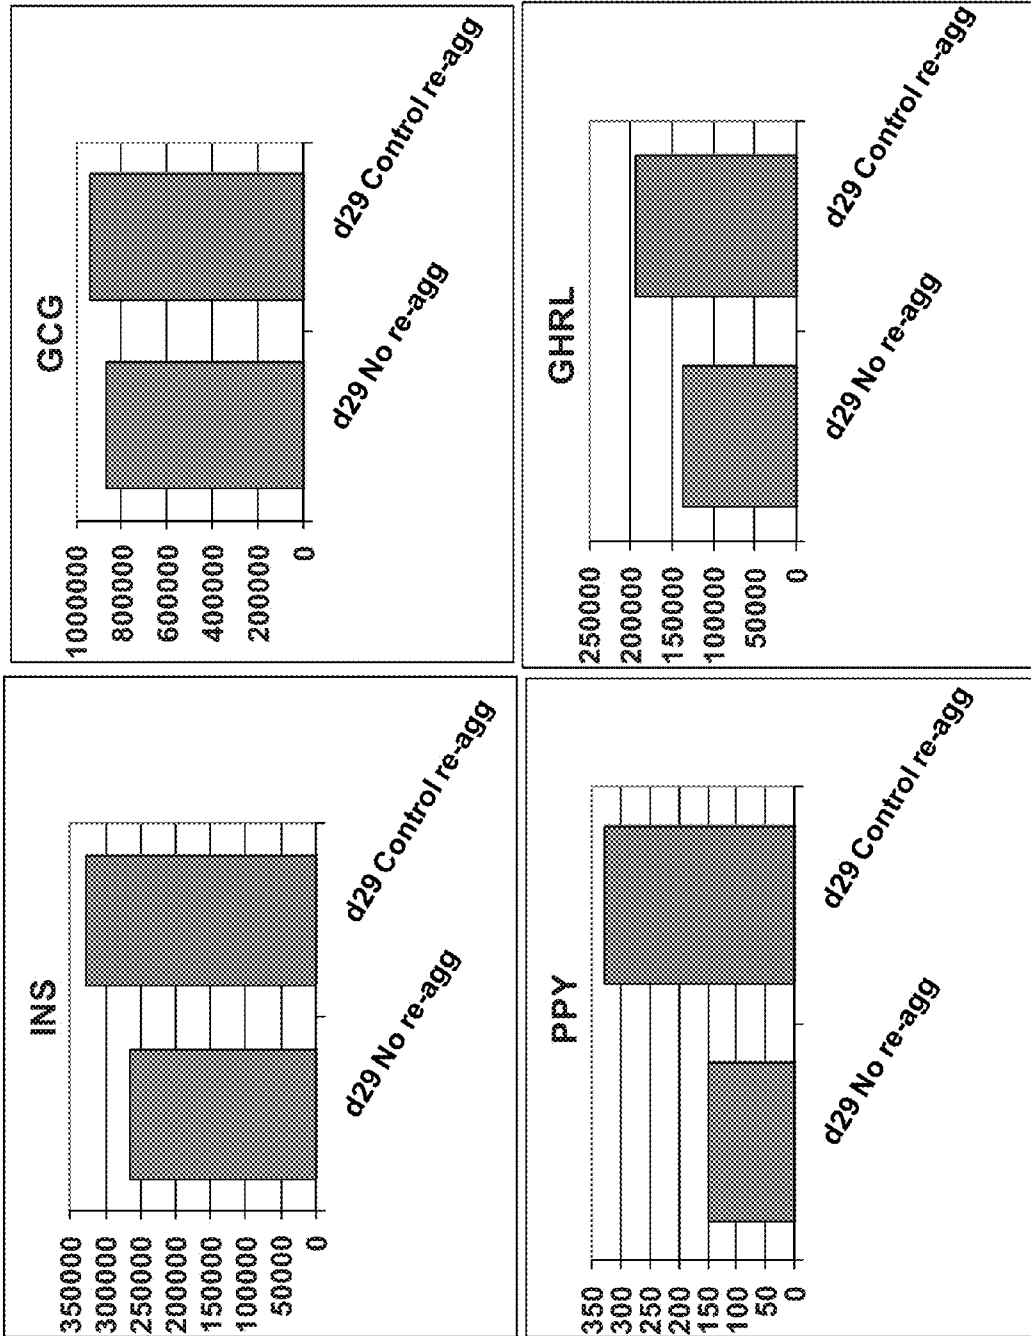 INS
350000
300000
250000
200000
150000
100000
50000
0
d29 No re-agg
d29 Control re-agg
GCG
1000000
800000
600000
400000
200000
0
d29 No re-agg
d29 Control re-agg
PPY
350
300
250
200
150
100
50
0
d29 No re-agg
d29 Control re-agg
GHRL
250000
200000
150000
100000
50000
0
d29 No re-agg
d29 Control re-agg